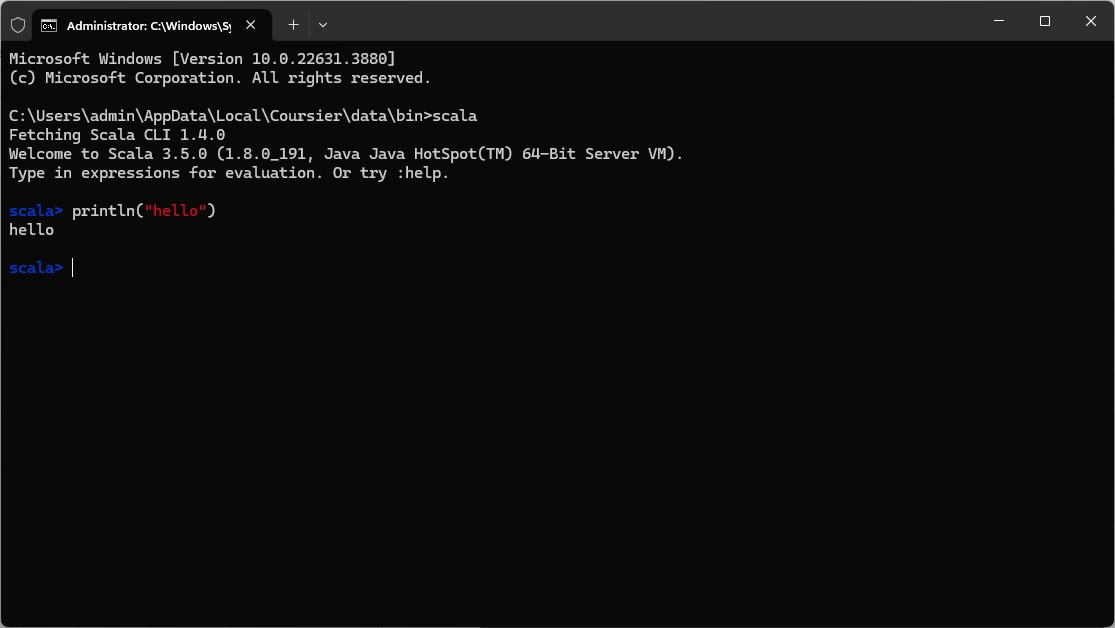 Administrator: C:\Windows\Sy
Microsoft Windows [Version 10.0.22631.3880]
(c) Microsoft Corporation. All rights reserved.
C:\Users\admin\AppData\Local\Coursier\data\bin>scala
Fetching Scala CLI 1.4.0
Welcome to Scala 3.5.0 (1.8.0_191, Java Java HotSpot(TM) 64-Bit Server VM).
Type in expressions for evaluation. Or try :help.
scala> println("hello")
hello
scala>